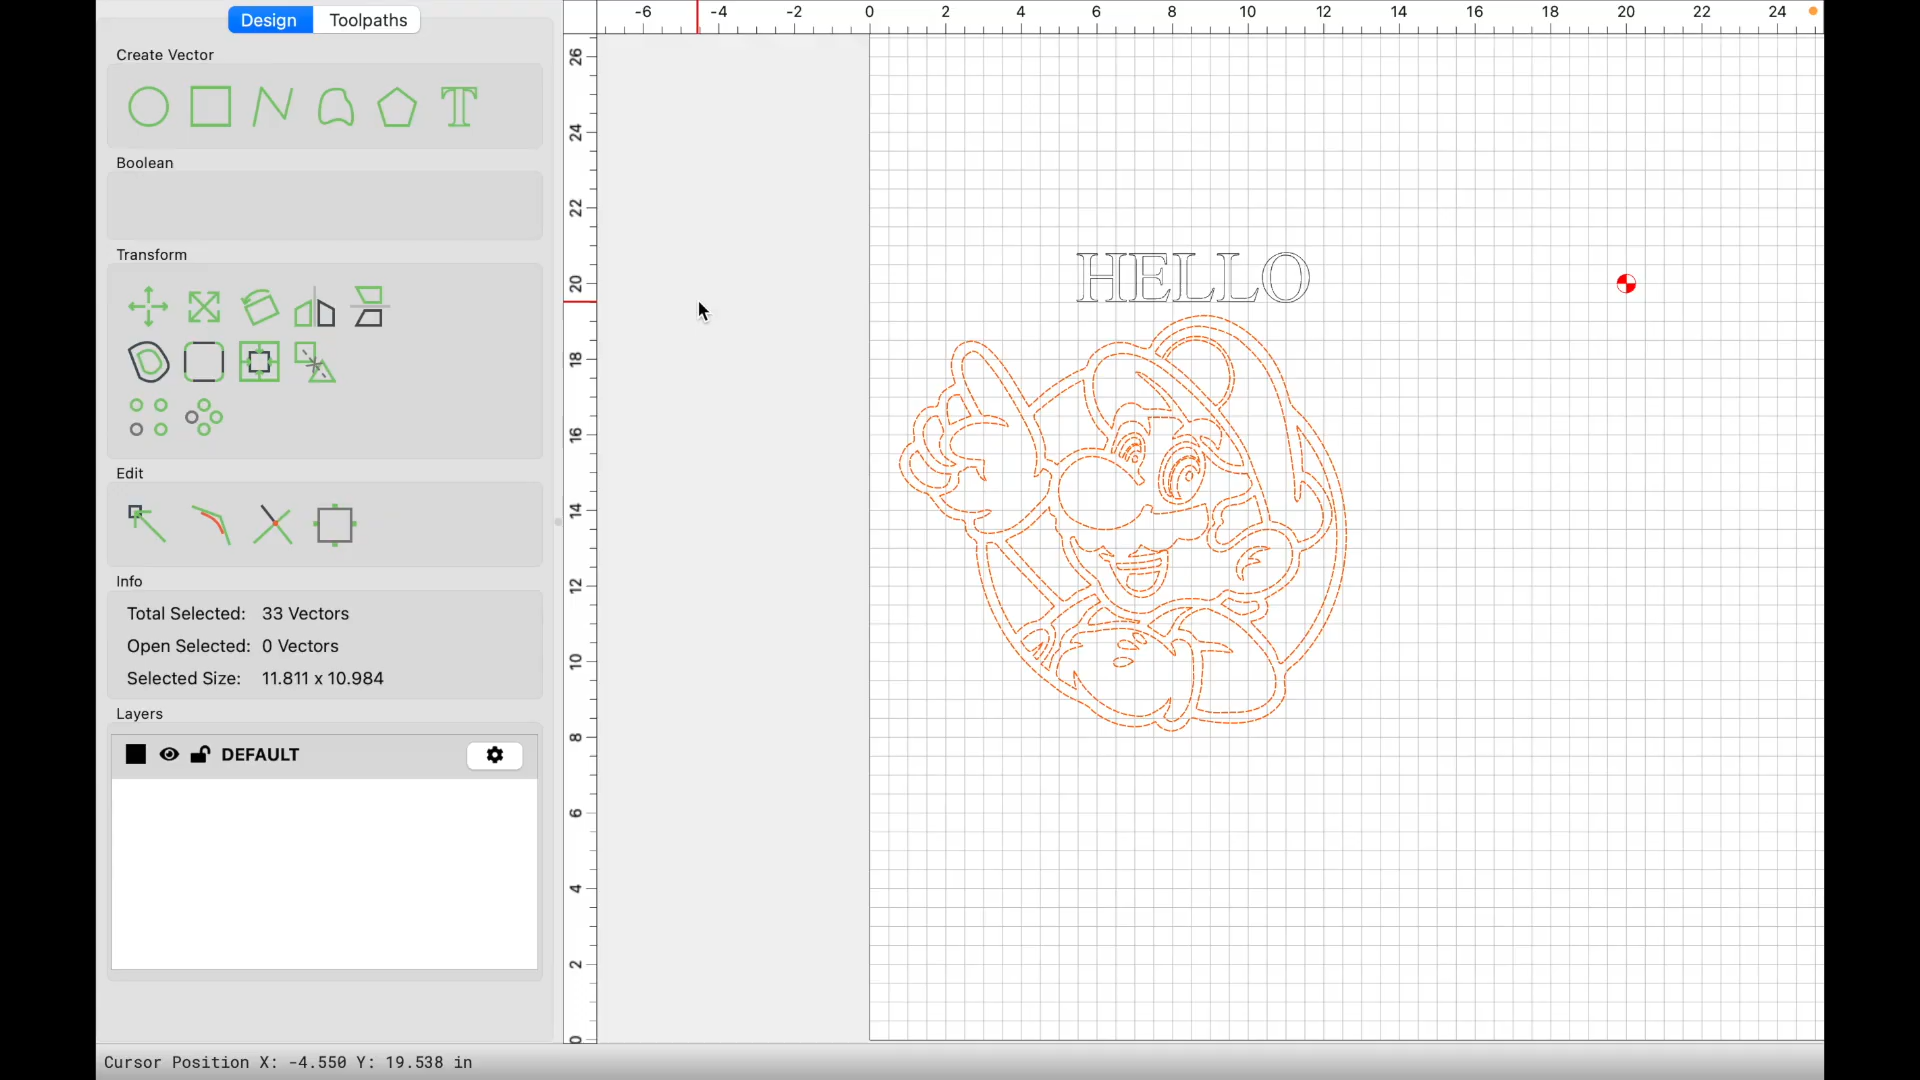 Design Toolpaths
Create Vector
T
Boolean
Transform
Edit
Info
Total Selected: 33 Vectors
Open Selected: 0 Vectors
Selected Size: 11.811 x 10.984
Layers
DEFAULT
Cursor Position X: -4.550 Y: 19.538 in
-6 -4 -2 0 2 4 6 8 10 12 14 16 18 20 22 24
26
24
22
20
18
16
14
12
10
8
6
4
2
0
HELLO